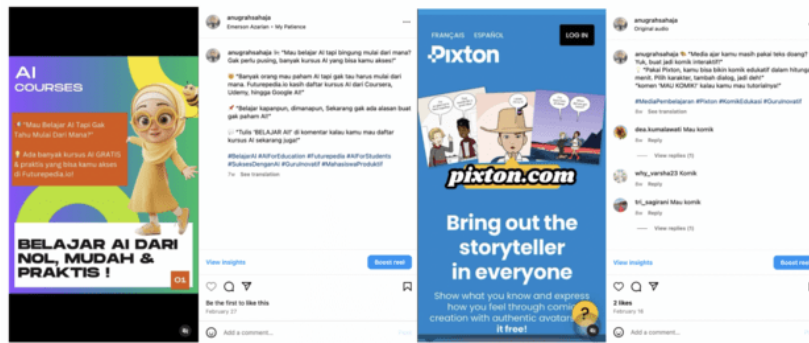 AI
COURSES
"Mau Belajar AI Tapi Gak
Tahu Mulai Dari Mana?"
Ada banyak kursus AI GRATIS
& praktis yang bisa kamu akses
di Futurepedia.io!
BELAJAR AI DARI
NOL, MUDAH &
PRAKTIS !
01
anugrahsahaja
Emerson Azarian • My Patience
anugrahsahaja "Mau belajar AI tapi bingung mulai dari mana?
Gak perlu pusing, banyak kursus AI yang bisa kamu akses!"
"Banyak orang mau paham AI tapi gak tau harus mulai dari
mana. Futurepedia.io kasih daftar kursus AI dari Coursera,
Udemy, hingga Google AI!"
"Belajar kapanpun, dimanapun. Sekarang gak ada alasan buat
gak paham AI!"
"Tulis 'BELAJAR AI!' di komentar kalau kamu mau daftar
kursus AI sekarang juga!"
#BelajarAI #AIForEducation #Futurepedia #AIForStudents
#SuksesDenganAI #GuruInovatif #MahasiswaProduktif
7w See translation
View insights
Boost reel
Be the first to like this
February 27
Add a comment...
FRANÇAIS ESPAÑOL
LOG IN
Pixton
pixton.com
Bring out the
storyteller
in everyone
Show what you know and express
how you feel through comic
creation with authentic avatars
it free!
?
anugrahsahaja
Original audio
anugrahsahaja "Media ajar kamu masih pakai teks doang?
Yuk, buat jadi komik interaktif!"
"Pakai Pixton, kamu bisa bikin komik edukatif dalam hitungan
menit. Pilih karakter, tambah dialog, jadi deh!"
"komen 'MAU KOMIK!' kalau kamu mau tutorialnya!"
#MediaPembelajaran #Pixton #KomikEdukasi #GuruInovatif
8w See translation
dea.kumalawati Mau komik
8w Reply
View replies (1)
why_varsha23 Komik
8w Reply
tri_sagirani Mau komik
8w Reply
View replies (1)
View insights
Boost reel
2 likes
February 19
Add a comment...